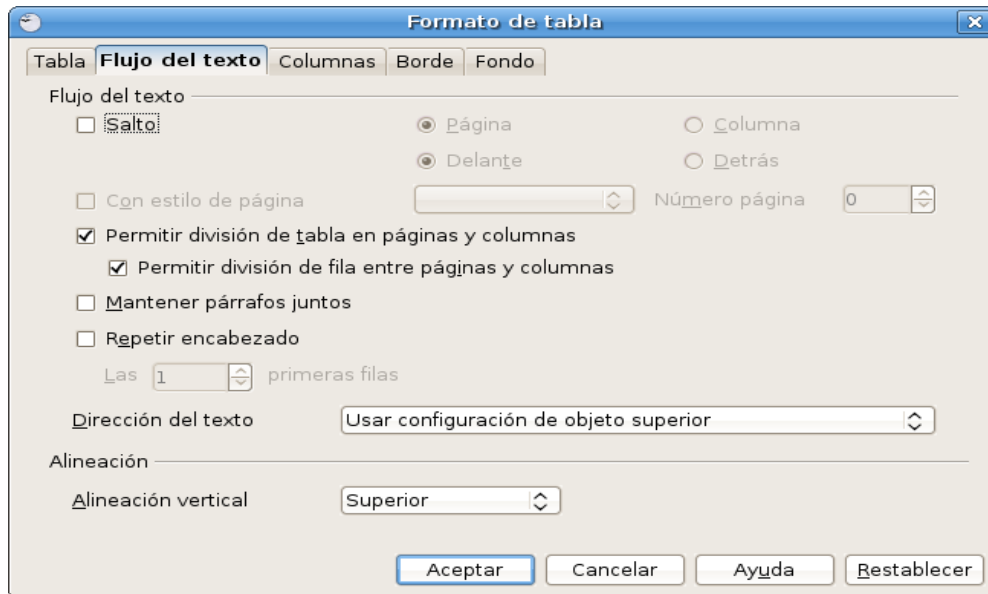 Formato de tabla
Tabla Flujo del texto Columnas Borde Fondo
Flujo del texto
Salto Página Columna
Delante Detrás
Con estilo de página Número página 0
Permitir división de tabla en páginas y columnas
Permitir división de fila entre páginas y columnas
Mantener párrafos juntos
Repetir encabezado
Las 1 primeras filas
Dirección del texto Usar configuración de objeto superior
Alineación
Alineación vertical Superior
Aceptar Cancelar Ayuda Restablecer